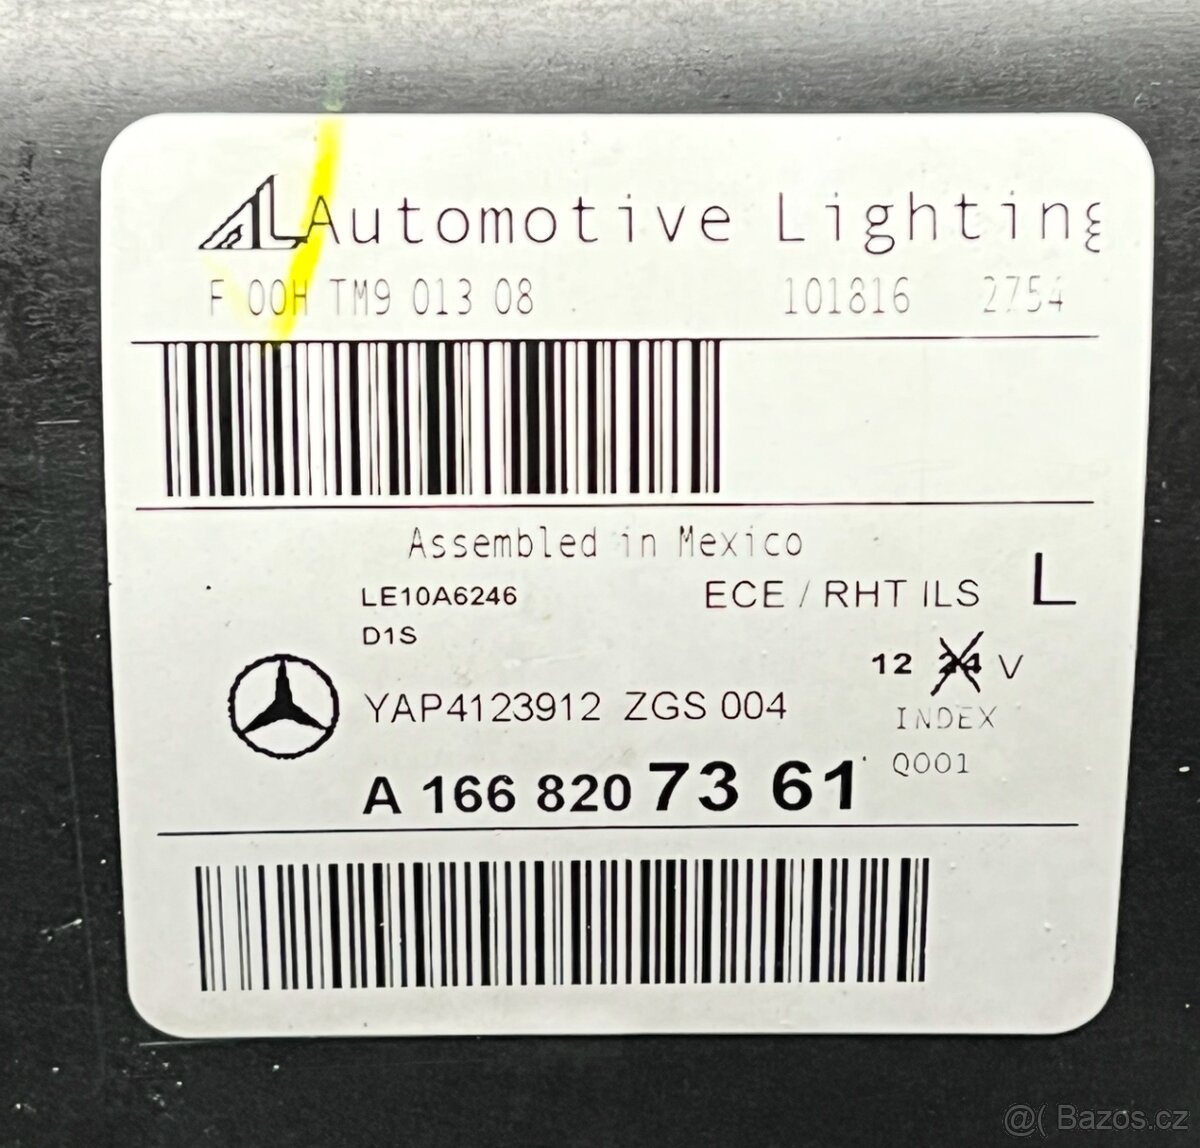 AL Automotive Lighting
F 00H TM9 013 08 101816 2754
Assembled in Mexico
LE10A6246 ECE / RHT ILS L
D1S
12 24 V
YAP4123912 ZGS 004 INDEX
A 166 820 73 61 Q001
@( Bazos.cz